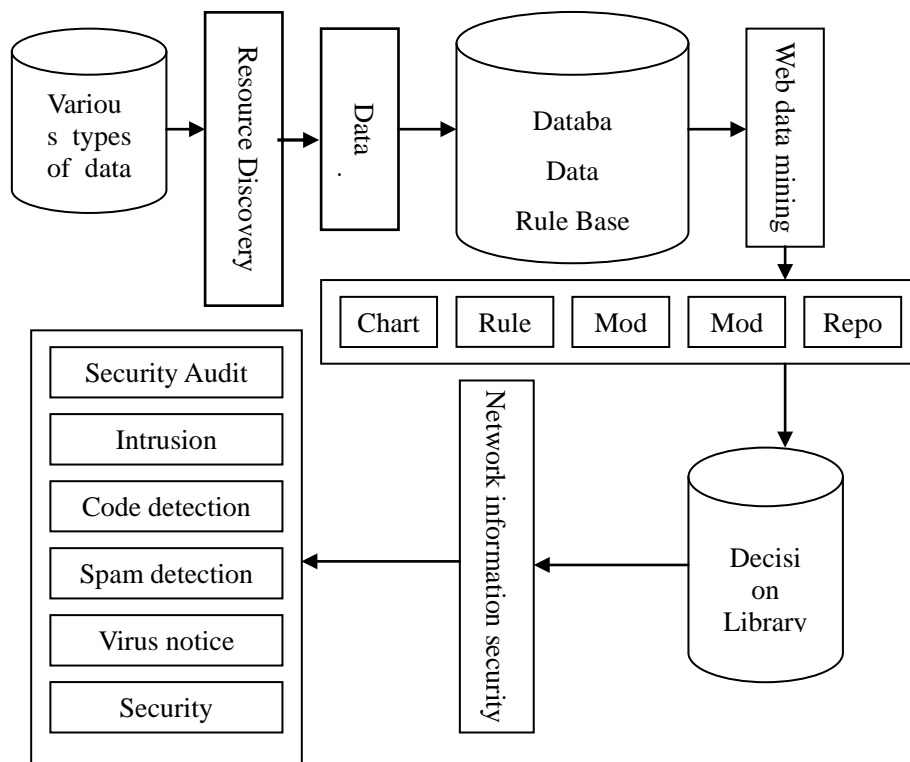 Variou
s types
of data
Resource Discovery
Data
.
Databa
Data
Rule Base
Web data mining
Chart
Rule
Mod
Mod
Repo
Security Audit
Intrusion
Code detection
Spam detection
Virus notice
Security
Network information security
Decisi
on
Library